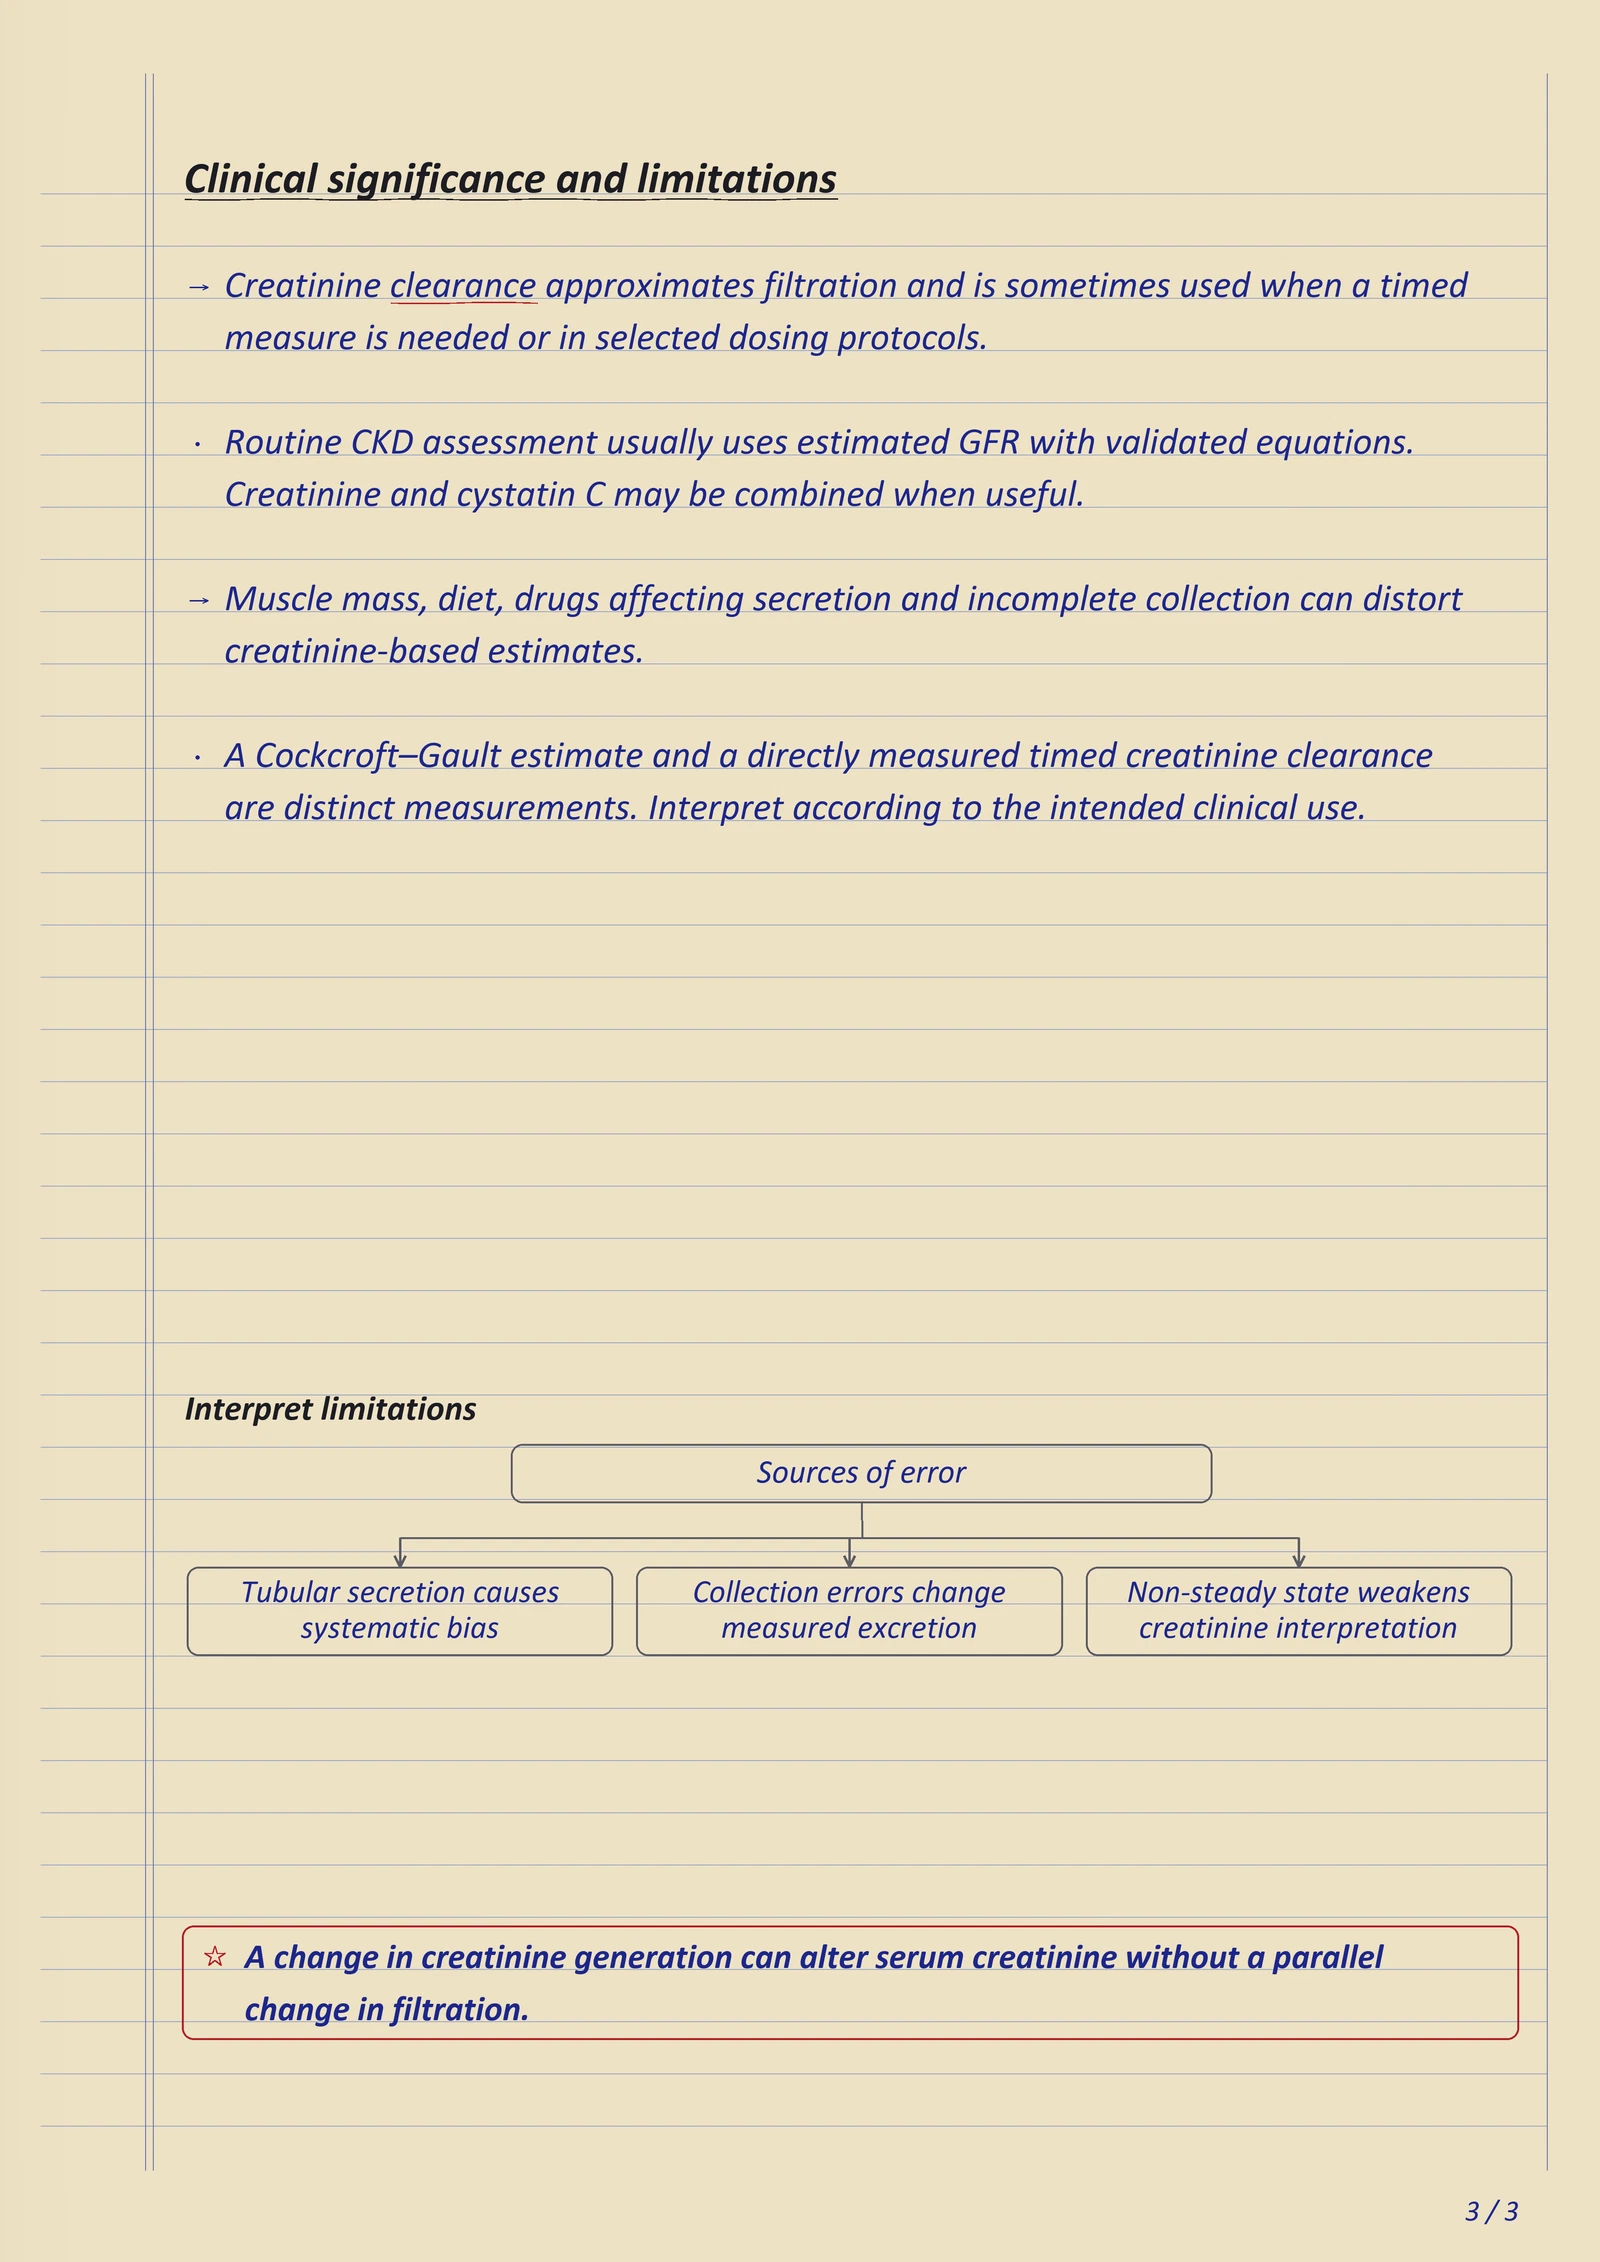 Clinical significance and limitations
→ Creatinine clearance approximates filtration and is sometimes used when a timed
measure is needed or in selected dosing protocols.
· Routine CKD assessment usually uses estimated GFR with validated equations.
Creatinine and cystatin C may be combined when useful.
→ Muscle mass, diet, drugs affecting secretion and incomplete collection can distort
creatinine-based estimates.
· A Cockcroft–Gault estimate and a directly measured timed creatinine clearance
are distinct measurements. Interpret according to the intended clinical use.
Interpret limitations
Sources of error
Tubular secretion causes
systematic bias
Collection errors change
measured excretion
Non-steady state weakens
creatinine interpretation
☆ A change in creatinine generation can alter serum creatinine without a parallel
change in filtration.
3 / 3